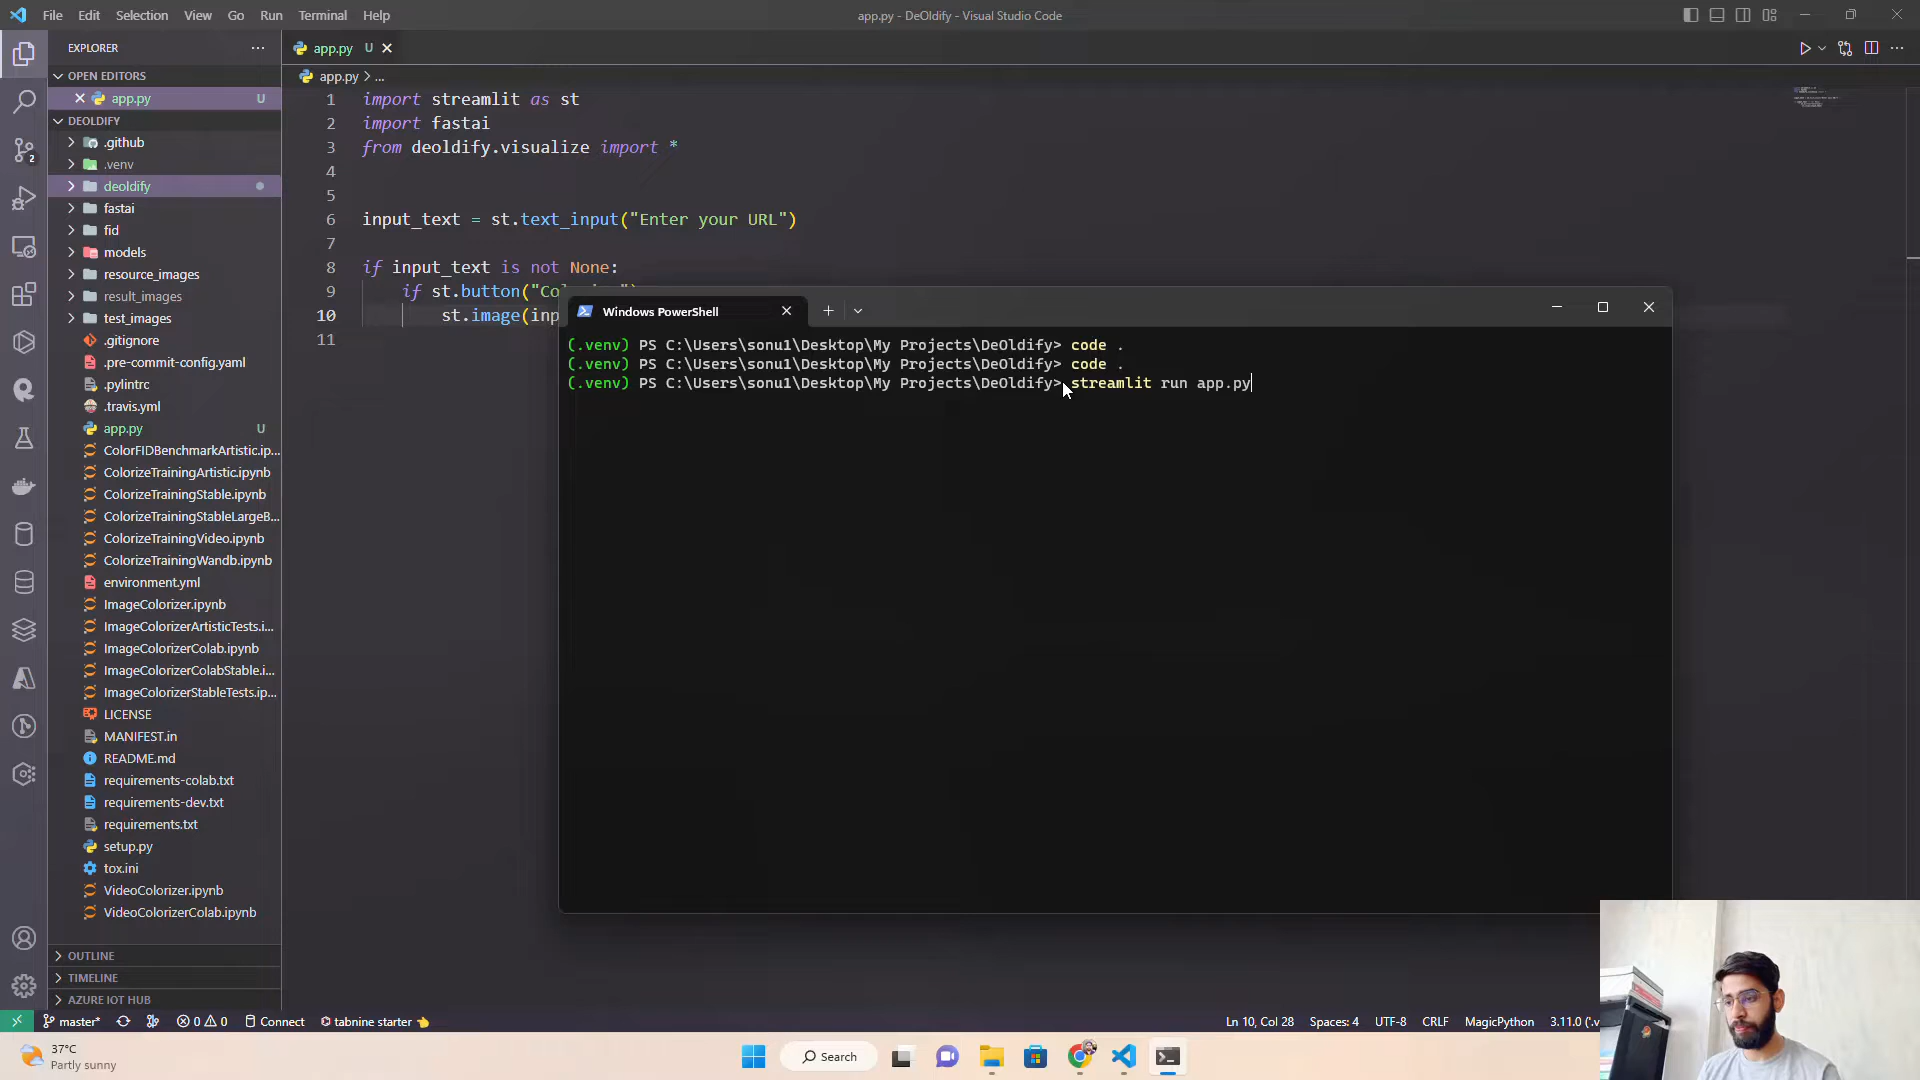 File Edit Selection View Go Run Terminal Help
app.py - DeOldify - Visual Studio Code
EXPLORER
OPEN EDITORS
app.py U
DEOLDIFY
.github
.venv
deoldify
fastai
fid
models
resource_images
result_images
test_images
.gitignore
.pre-commit-config.yaml
.pylintrc
.travis.yml
app.py U
ColorFIDBenchmarkArtistic.ip...
ColorizeTrainingArtistic.ipynb
ColorizeTrainingStable.ipynb
ColorizeTrainingStableLargeB...
ColorizeTrainingVideo.ipynb
ColorizeTrainingWandb.ipynb
environment.yml
ImageColorizer.ipynb
ImageColorizerArtisticTests.i...
ImageColorizerColab.ipynb
ImageColorizerColabStable.i...
ImageColorizerStableTests.ip...
LICENSE
MANIFEST.in
README.md
requirements-colab.txt
requirements-dev.txt
requirements.txt
setup.py
tox.ini
VideoColorizer.ipynb
VideoColorizerColab.ipynb
OUTLINE
TIMELINE
AZURE IOT HUB
2
app.py U
app.py > ...
1 import streamlit as st
2 import fastai
3 from deoldify.visualize import *
4
5
6 input_text = st.text_input("Enter your URL")
7
8 if input_text is not None:
9 if st.button("Co
10 st.image(inp
11
Windows PowerShell
(.venv) PS C:\Users\sonu1\Desktop\My Projects\DeOldify> code .
(.venv) PS C:\Users\sonu1\Desktop\My Projects\DeOldify> code .
(.venv) PS C:\Users\sonu1\Desktop\My Projects\DeOldify> streamlit run app.py
master* 0 0 Connect tabnine starter
Ln 10, Col 28 Spaces: 4 UTF-8 CRLF MagicPython 3.11.0 ('.v
37°C
Partly sunny
Search